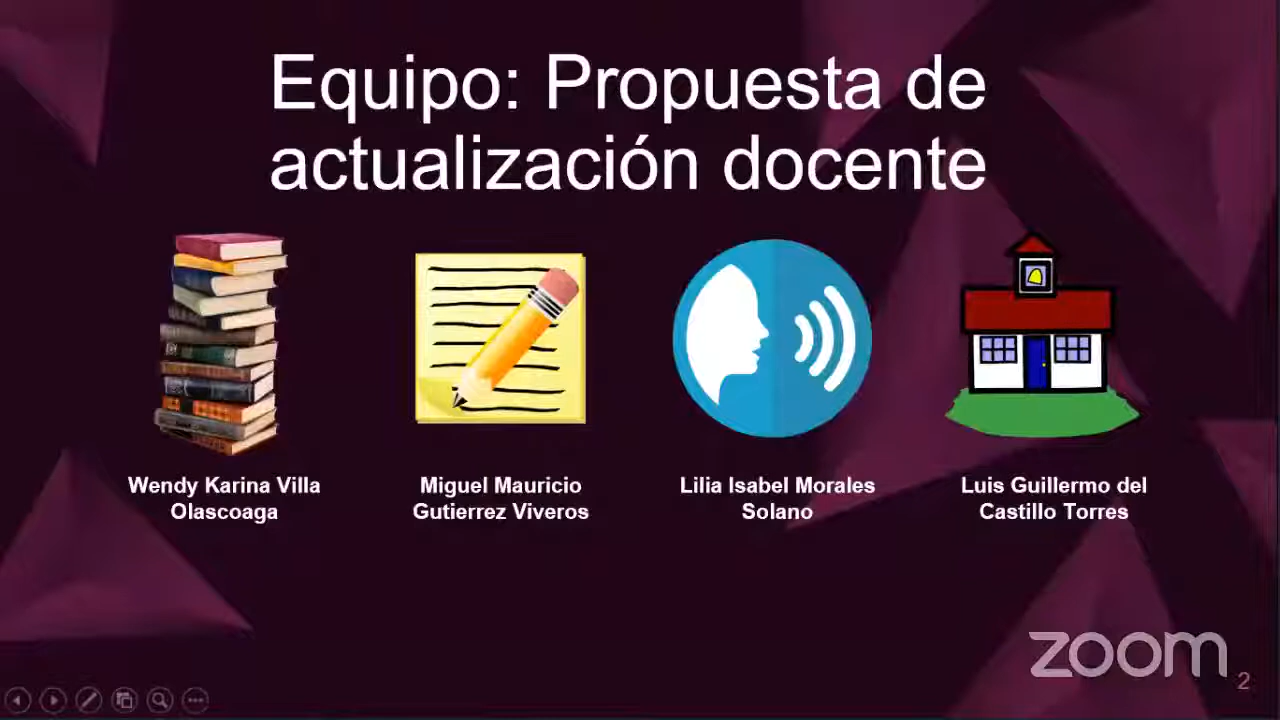 Equipo: Propuesta de
actualización docente
Wendy Karina Villa
Olascoaga
Miguel Mauricio
Gutierrez Viveros
Lilia Isabel Morales
Solano
Luis Guillermo del
Castillo Torres
zoom
2